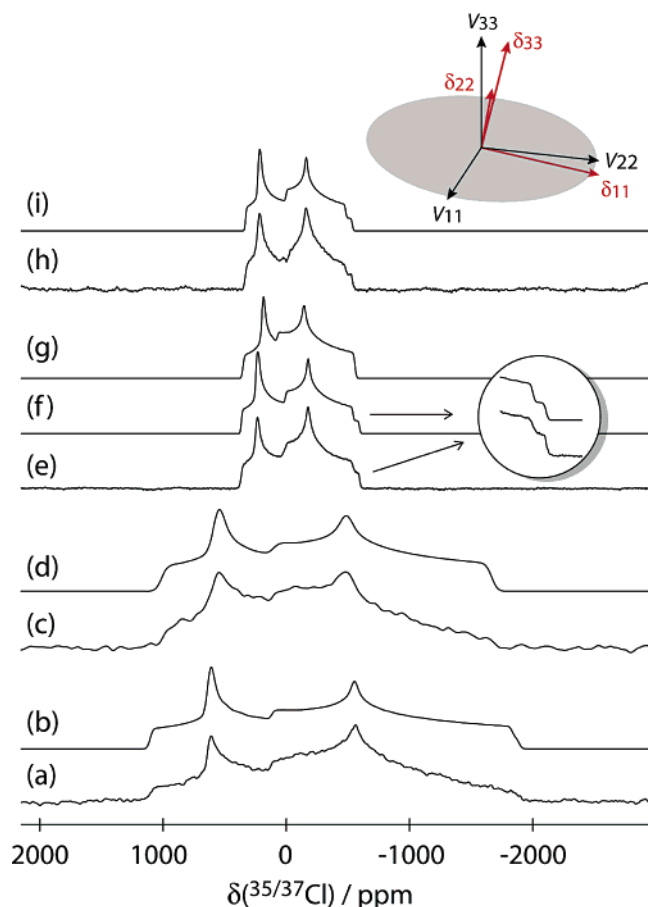 V33
δ33
δ22
V22
δ11
V11
(i)
(h)
(g)
(f)
(e)
(d)
(c)
(b)
(a)
2000 1000 0 -1000 -2000
δ(35/37Cl) / ppm